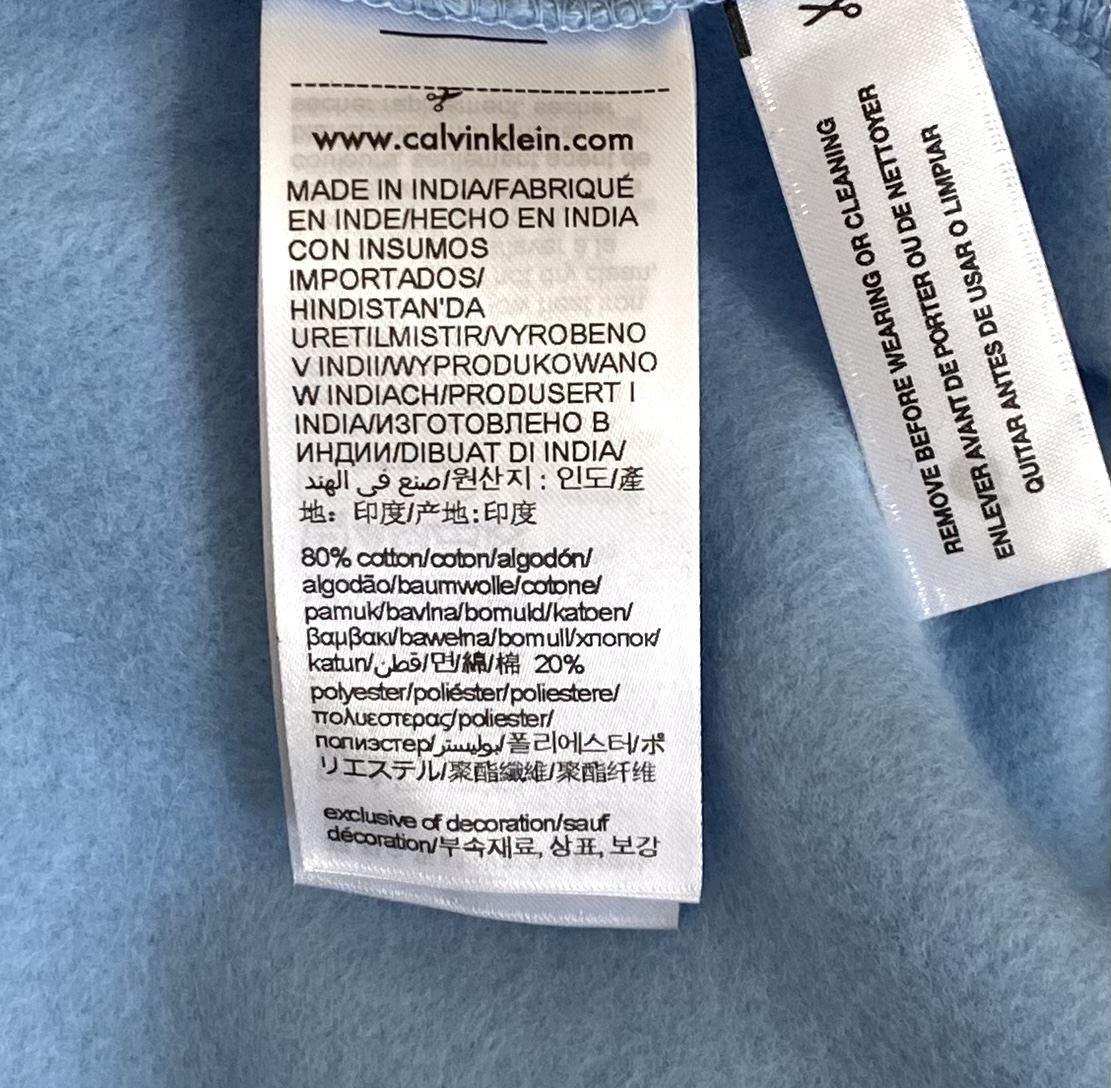 www.calvinklein.com
MADE IN INDIA/FABRIQUÉ
EN INDE/HECHO EN INDIA
CON INSUMOS
IMPORTADOS/
HINDISTAN'DA
URETILMISTIR/VYROBENO
V INDII/WYPRODUKOWANO
W INDIACH/PRODUSERT I
INDIA/ИЗГОТОВЛЕНО В
ИНДИИ/DIBUAT DI INDIA/
صنع في الهند/원산지 : 인도/產
地：印度/产地:印度
80% cotton/coton/algodón/
algodão/baumwolle/cotone/
pamuk/bavlna/bomuld/katoen/
βαμβακι/bawełna/bomull/хлопок/
katun/قطن/면/綿/棉 20%
polyester/poliéster/poliestere/
πολυεστερας/poliester/
полиэстер/بوليستر/폴리에스터/ポ
リエステル/聚酯纖維/聚酯纤维
exclusive of decoration/sauf
décoration/부속재료, 상표, 보강
REMOVE BEFORE WEARING OR CLEANING
ENLEVER AVANT DE PORTER OU DE NETTOYER
QUITAR ANTES DE USAR O LIMPIAR